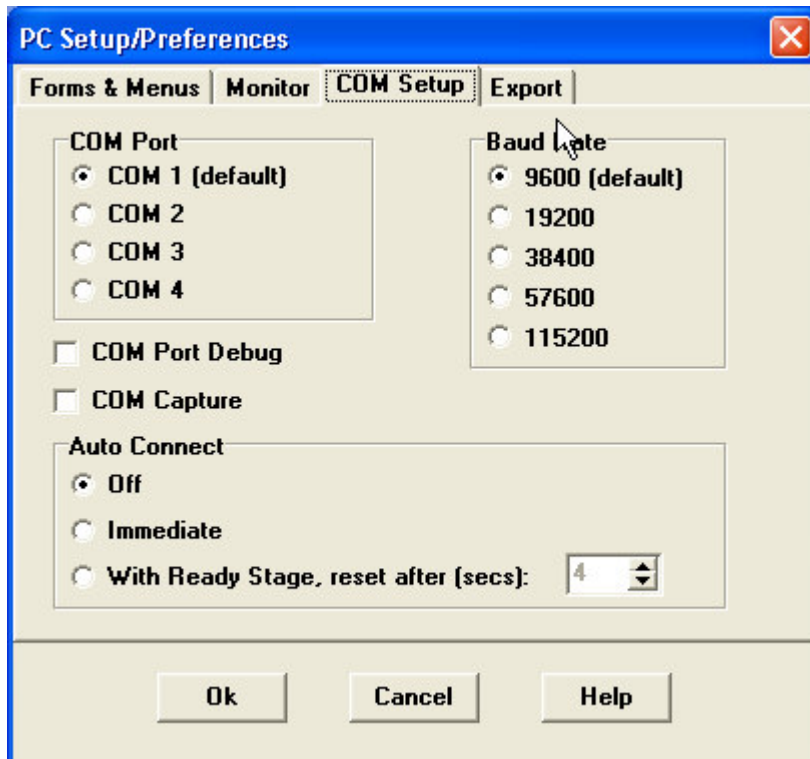 PC Setup/Preferences
Forms & Menus
Monitor
COM Setup
Export
COM Port
COM 1 (default)
COM 2
COM 3
COM 4
Baud
9600 (default)
19200
38400
57600
115200
COM Port Debug
COM Capture
Auto Connect
Off
Immediate
With Ready Stage, reset after (secs):
4
Ok
Cancel
Help